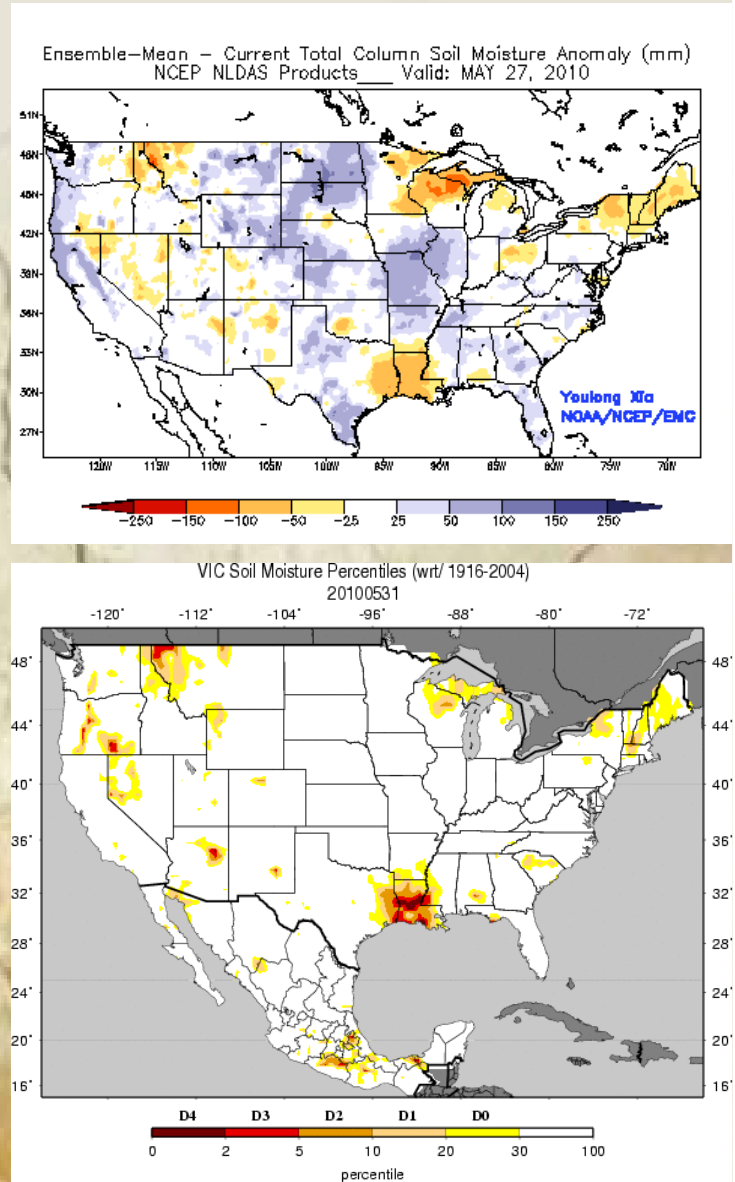 Ensemble-Mean - Current Total Column Soil Moisture Anomaly (mm)
NCEP NLDAS Products___ Valid: MAY 27, 2010
51N
48N
45N
42N
39N
36N
33N
30N
27N
Youlong Xia
NOAA/NCEP/EMC
120W 115W 110W 105W 100W 95W 90W 85W 80W 75W 70W
-250 -150 -100 -50 -25 25 50 100 150 250
VIC Soil Moisture Percentiles (wrt/ 1916-2004)
20100531
-120° -112° -104° -96° -88° -80° -72°
48°
44°
40°
36°
32°
28°
24°
20°
16°
D4 D3 D2 D1 D0
0 2 5 10 20 30 100
percentile